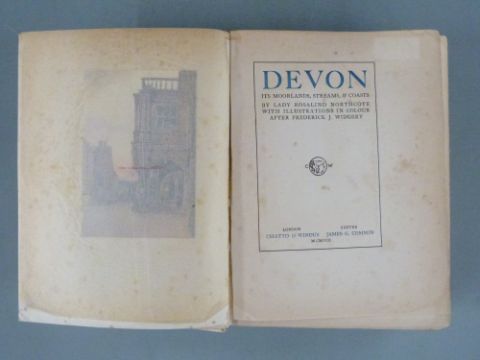 DEVON
ITS MOORLANDS, STREAMS, & COASTS
BY LADY ROSALIND NORTHCOTE
WITH ILLUSTRATIONS IN COLOUR
AFTER FREDERICK J. WIDGERY
C W
LONDON EXETER
CHATTO & WINDUS JAMES G. COMMIN
MCMVIII